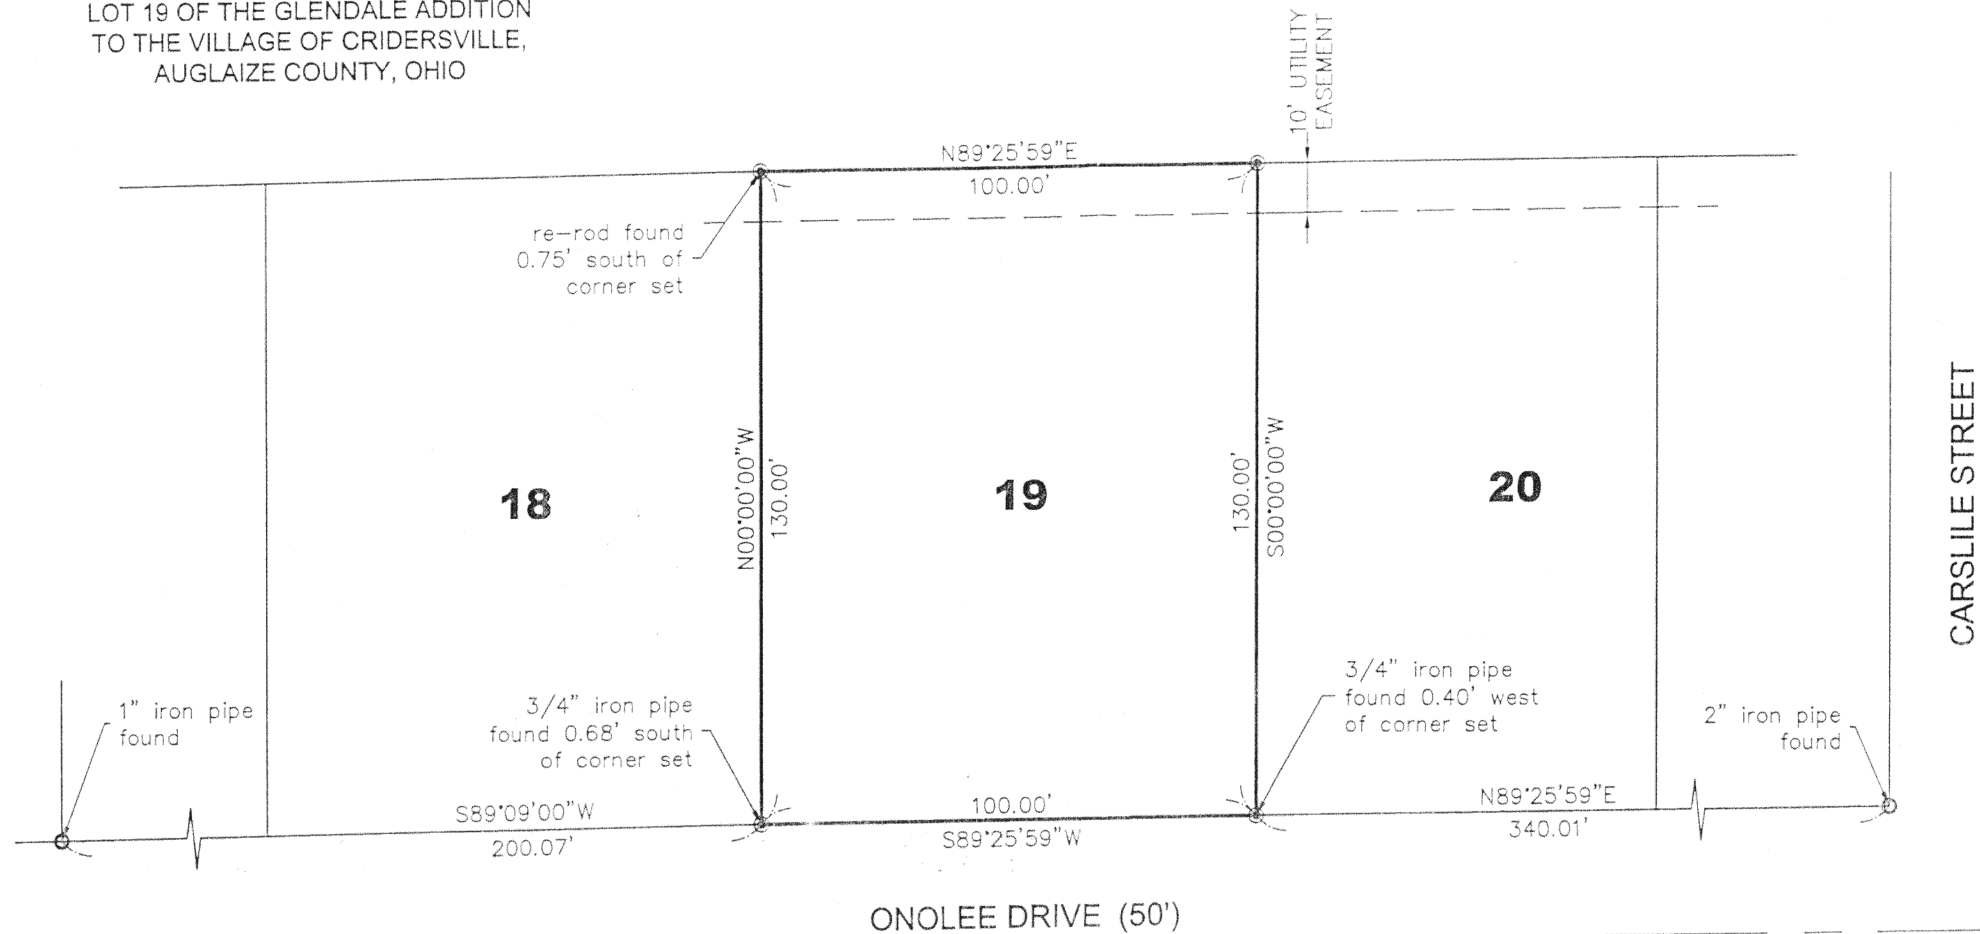 LOT 19 OF THE GLENDALE ADDITION
TO THE VILLAGE OF CRIDERSVILLE,
AUGLAIZE COUNTY, OHIO
10' UTILITY
EASEMENT
N89°25'59"E
100.00'
re-rod found
0.75' south of
corner set
N00°00'00"W
130.00'
130.00'
S00°00'00"W
18
19
20
CARSLILE STREET
1" iron pipe
found
3/4" iron pipe
found 0.68' south
of corner set
3/4" iron pipe
found 0.40' west
of corner set
2" iron pipe
found
S89°09'00"W
200.07'
100.00'
S89°25'59"W
N89°25'59"E
340.01'
ONOLEE DRIVE (50')